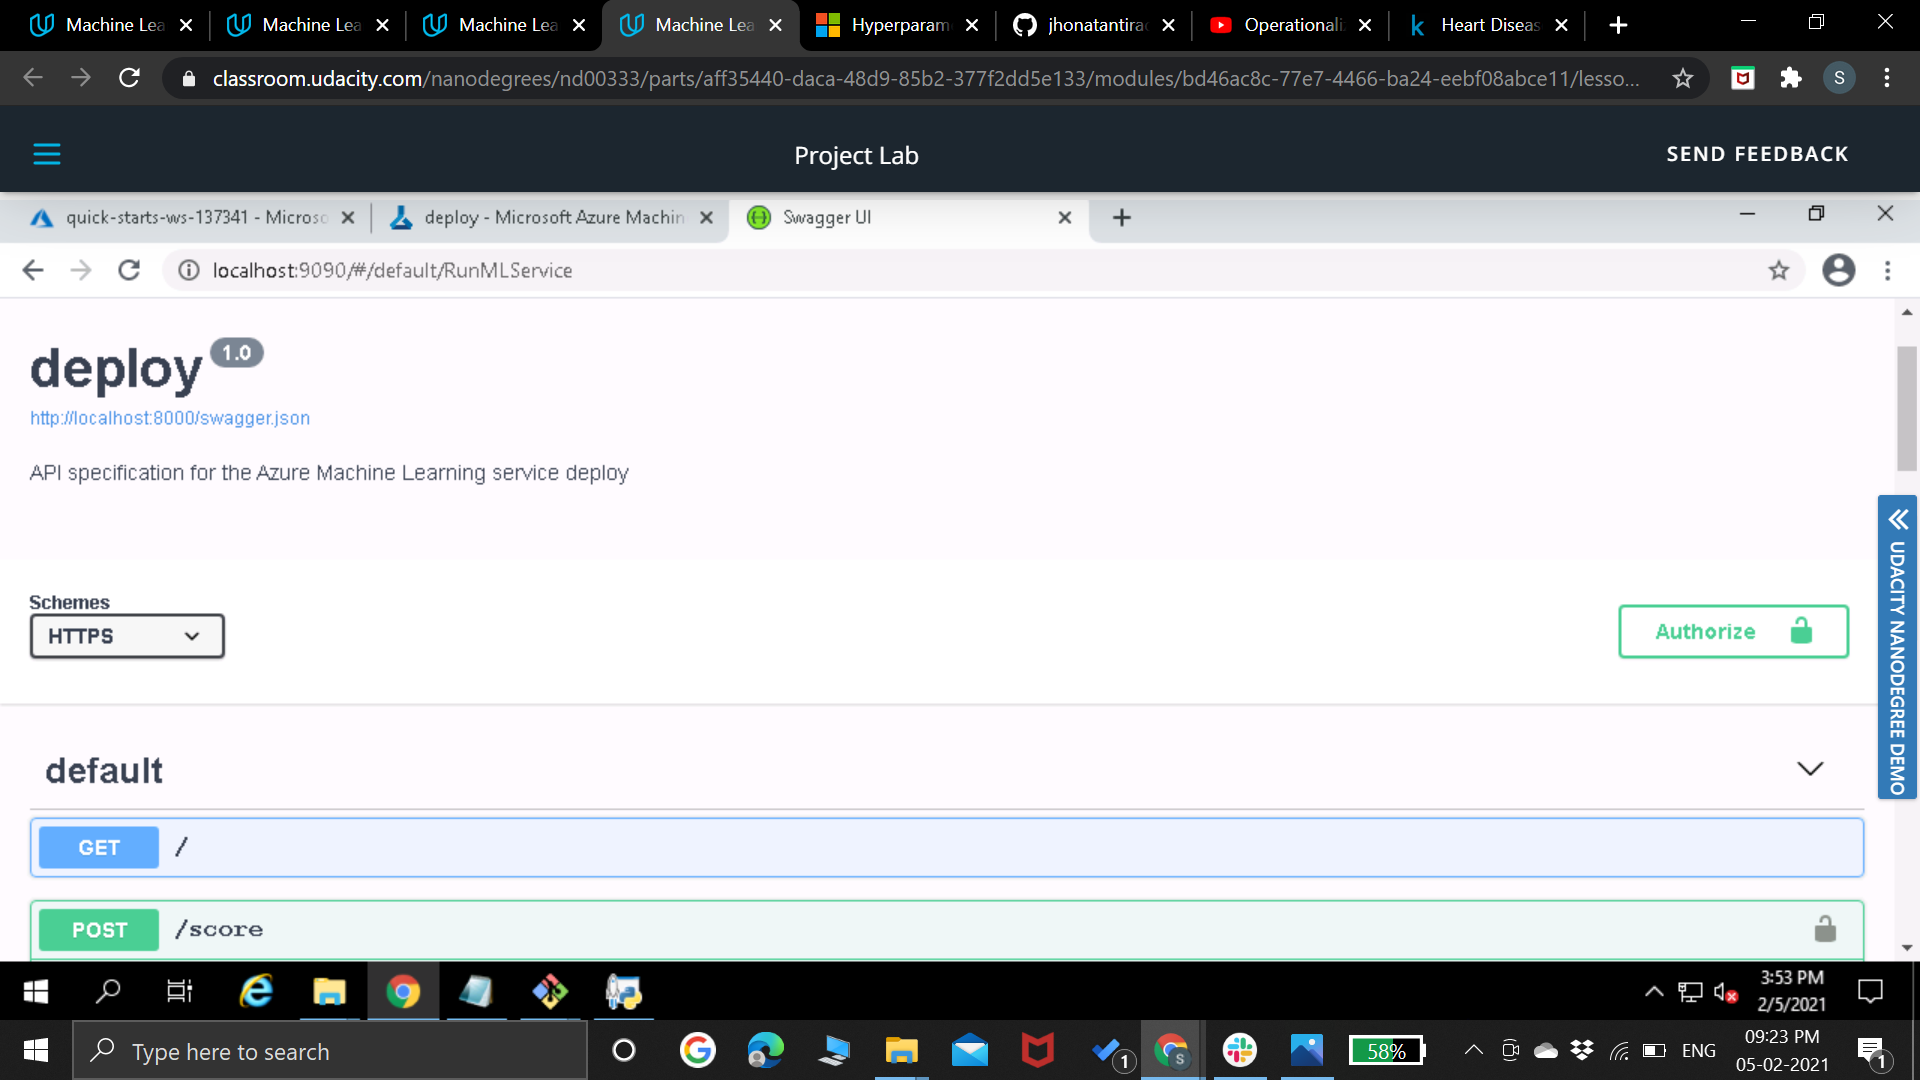 Machine Lea
Machine Lea
Machine Lea
Machine Lea
Hyperparam
jhonatantirac
Operationali
Heart Diseas
classroom.udacity.com/nanodegrees/nd00333/parts/aff35440-daca-48d9-85b2-377f2dd5e133/modules/bd46ac8c-77e7-4466-ba24-eebf08abce11/lesso...
S
Project Lab
SEND FEEDBACK
quick-starts-ws-137341 - Microso
deploy - Microsoft Azure Machin
Swagger UI
localhost:9090/#/default/RunMLService
deploy 1.0
http://localhost:8000/swagger.json
API specification for the Azure Machine Learning service deploy
UDACITY NANODEGREE DEMO
Schemes
HTTPS
Authorize
default
GET /
POST /score
3:53 PM
2/5/2021
Type here to search
1
S
58%
ENG
09:23 PM
05-02-2021
1